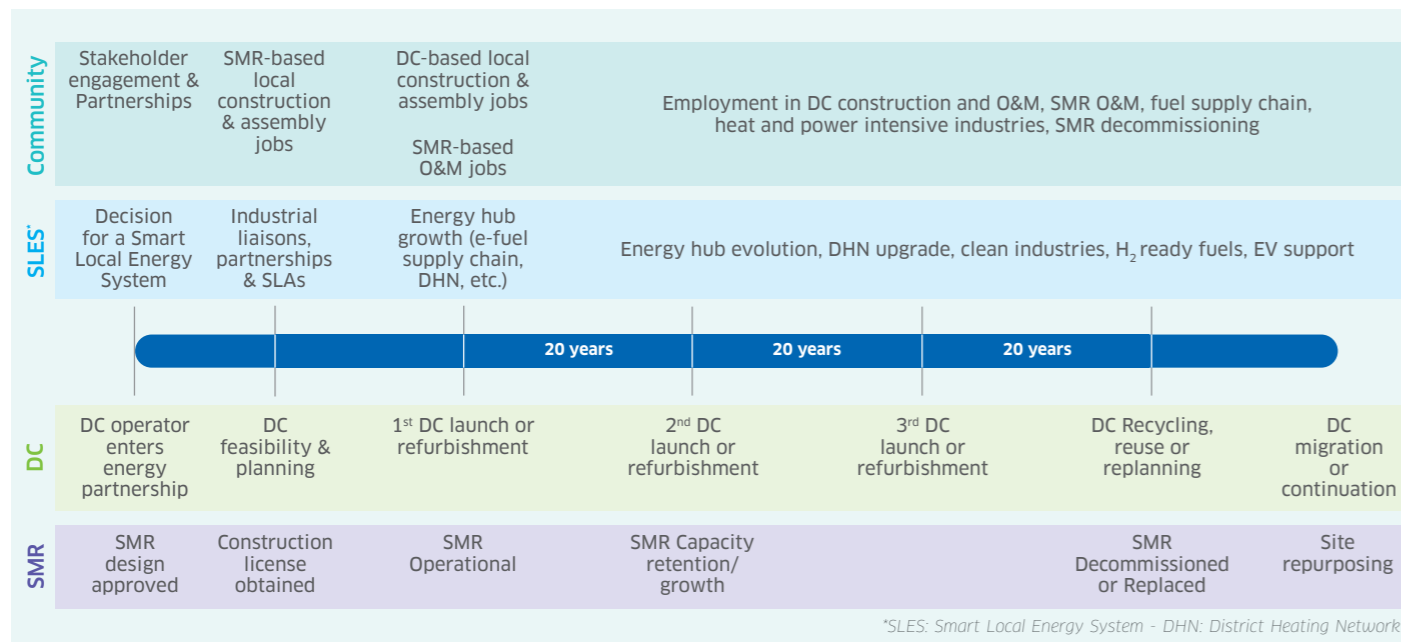 Community
Stakeholder
engagement &
Partnerships
SMR-based
local
construction
& assembly
jobs
DC-based local
construction &
assembly jobs
SMR-based
O&M jobs
Employment in DC construction and O&M, SMR O&M, fuel supply chain,
heat and power intensive industries, SMR decommissioning
SLES*
Decision
for a Smart
Local Energy
System
Industrial
liaisons,
partnerships
& SLAs
Energy hub
growth (e-fuel
supply chain,
DHN, etc.)
Energy hub evolution, DHN upgrade, clean industries, H₂ ready fuels, EV support
20 years
20 years
20 years
DC
DC operator
enters
energy
partnership
DC
feasibility &
planning
1st DC launch or
refurbishment
2nd DC
launch or
refurbishment
3rd DC
launch or
refurbishment
DC Recycling,
reuse or
replanning
DC
migration
or
continuation
SMR
SMR
design
approved
Construction
license
obtained
SMR
Operational
SMR Capacity
retention/
growth
SMR
Decommissioned
or Replaced
Site
repurposing
*SLES: Smart Local Energy System - DHN: District Heating Network